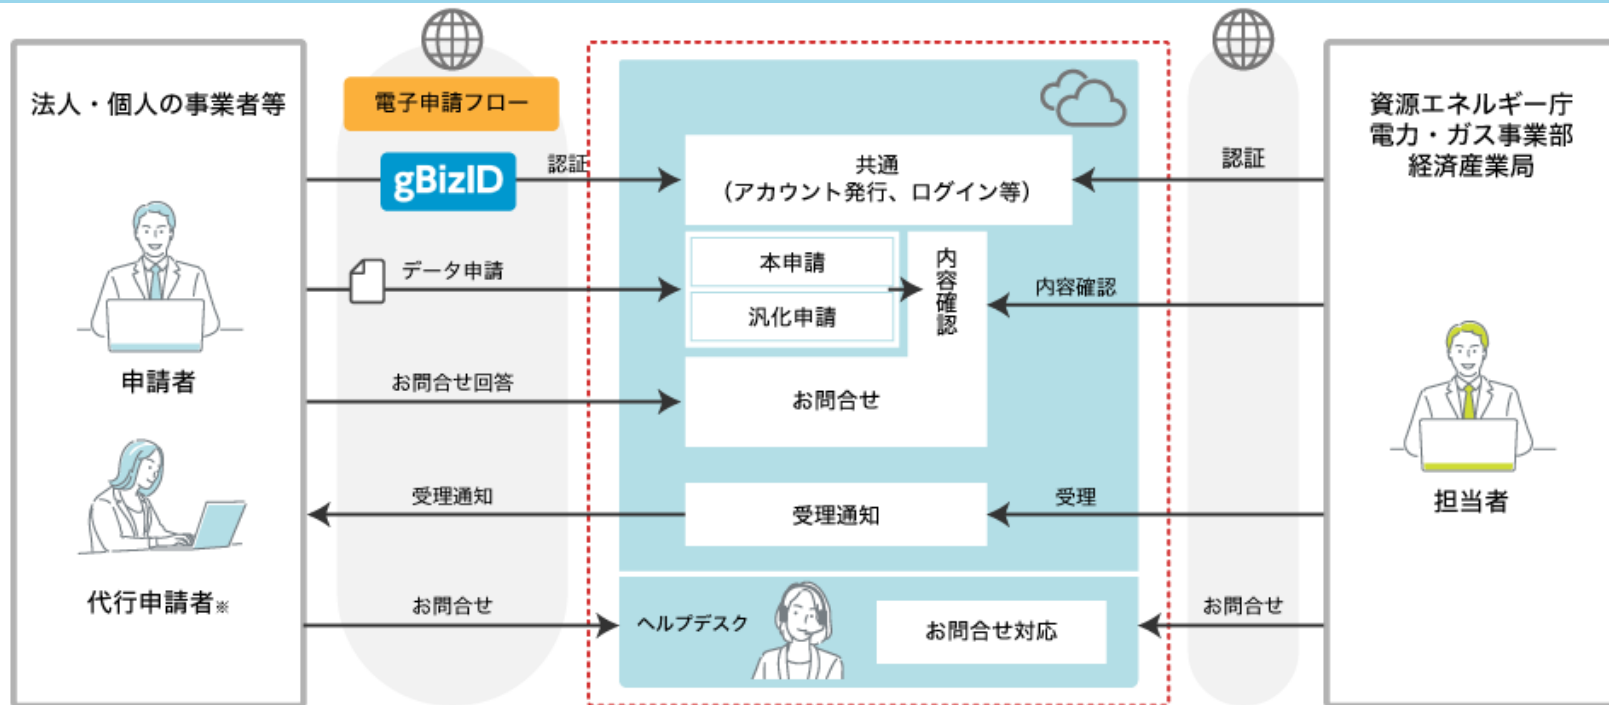 法人・個人の事業者等
申請者
代行申請者※
電子申請フロー
gBizID
認証
データ申請
お問合せ回答
受理通知
お問合せ
共通
（アカウント発行、ログイン等）
本申請
汎化申請
内容確認
お問合せ
受理通知
ヘルプデスク
お問合せ対応
認証
内容確認
受理
お問合せ
資源エネルギー庁
電力・ガス事業部
経済産業局
担当者